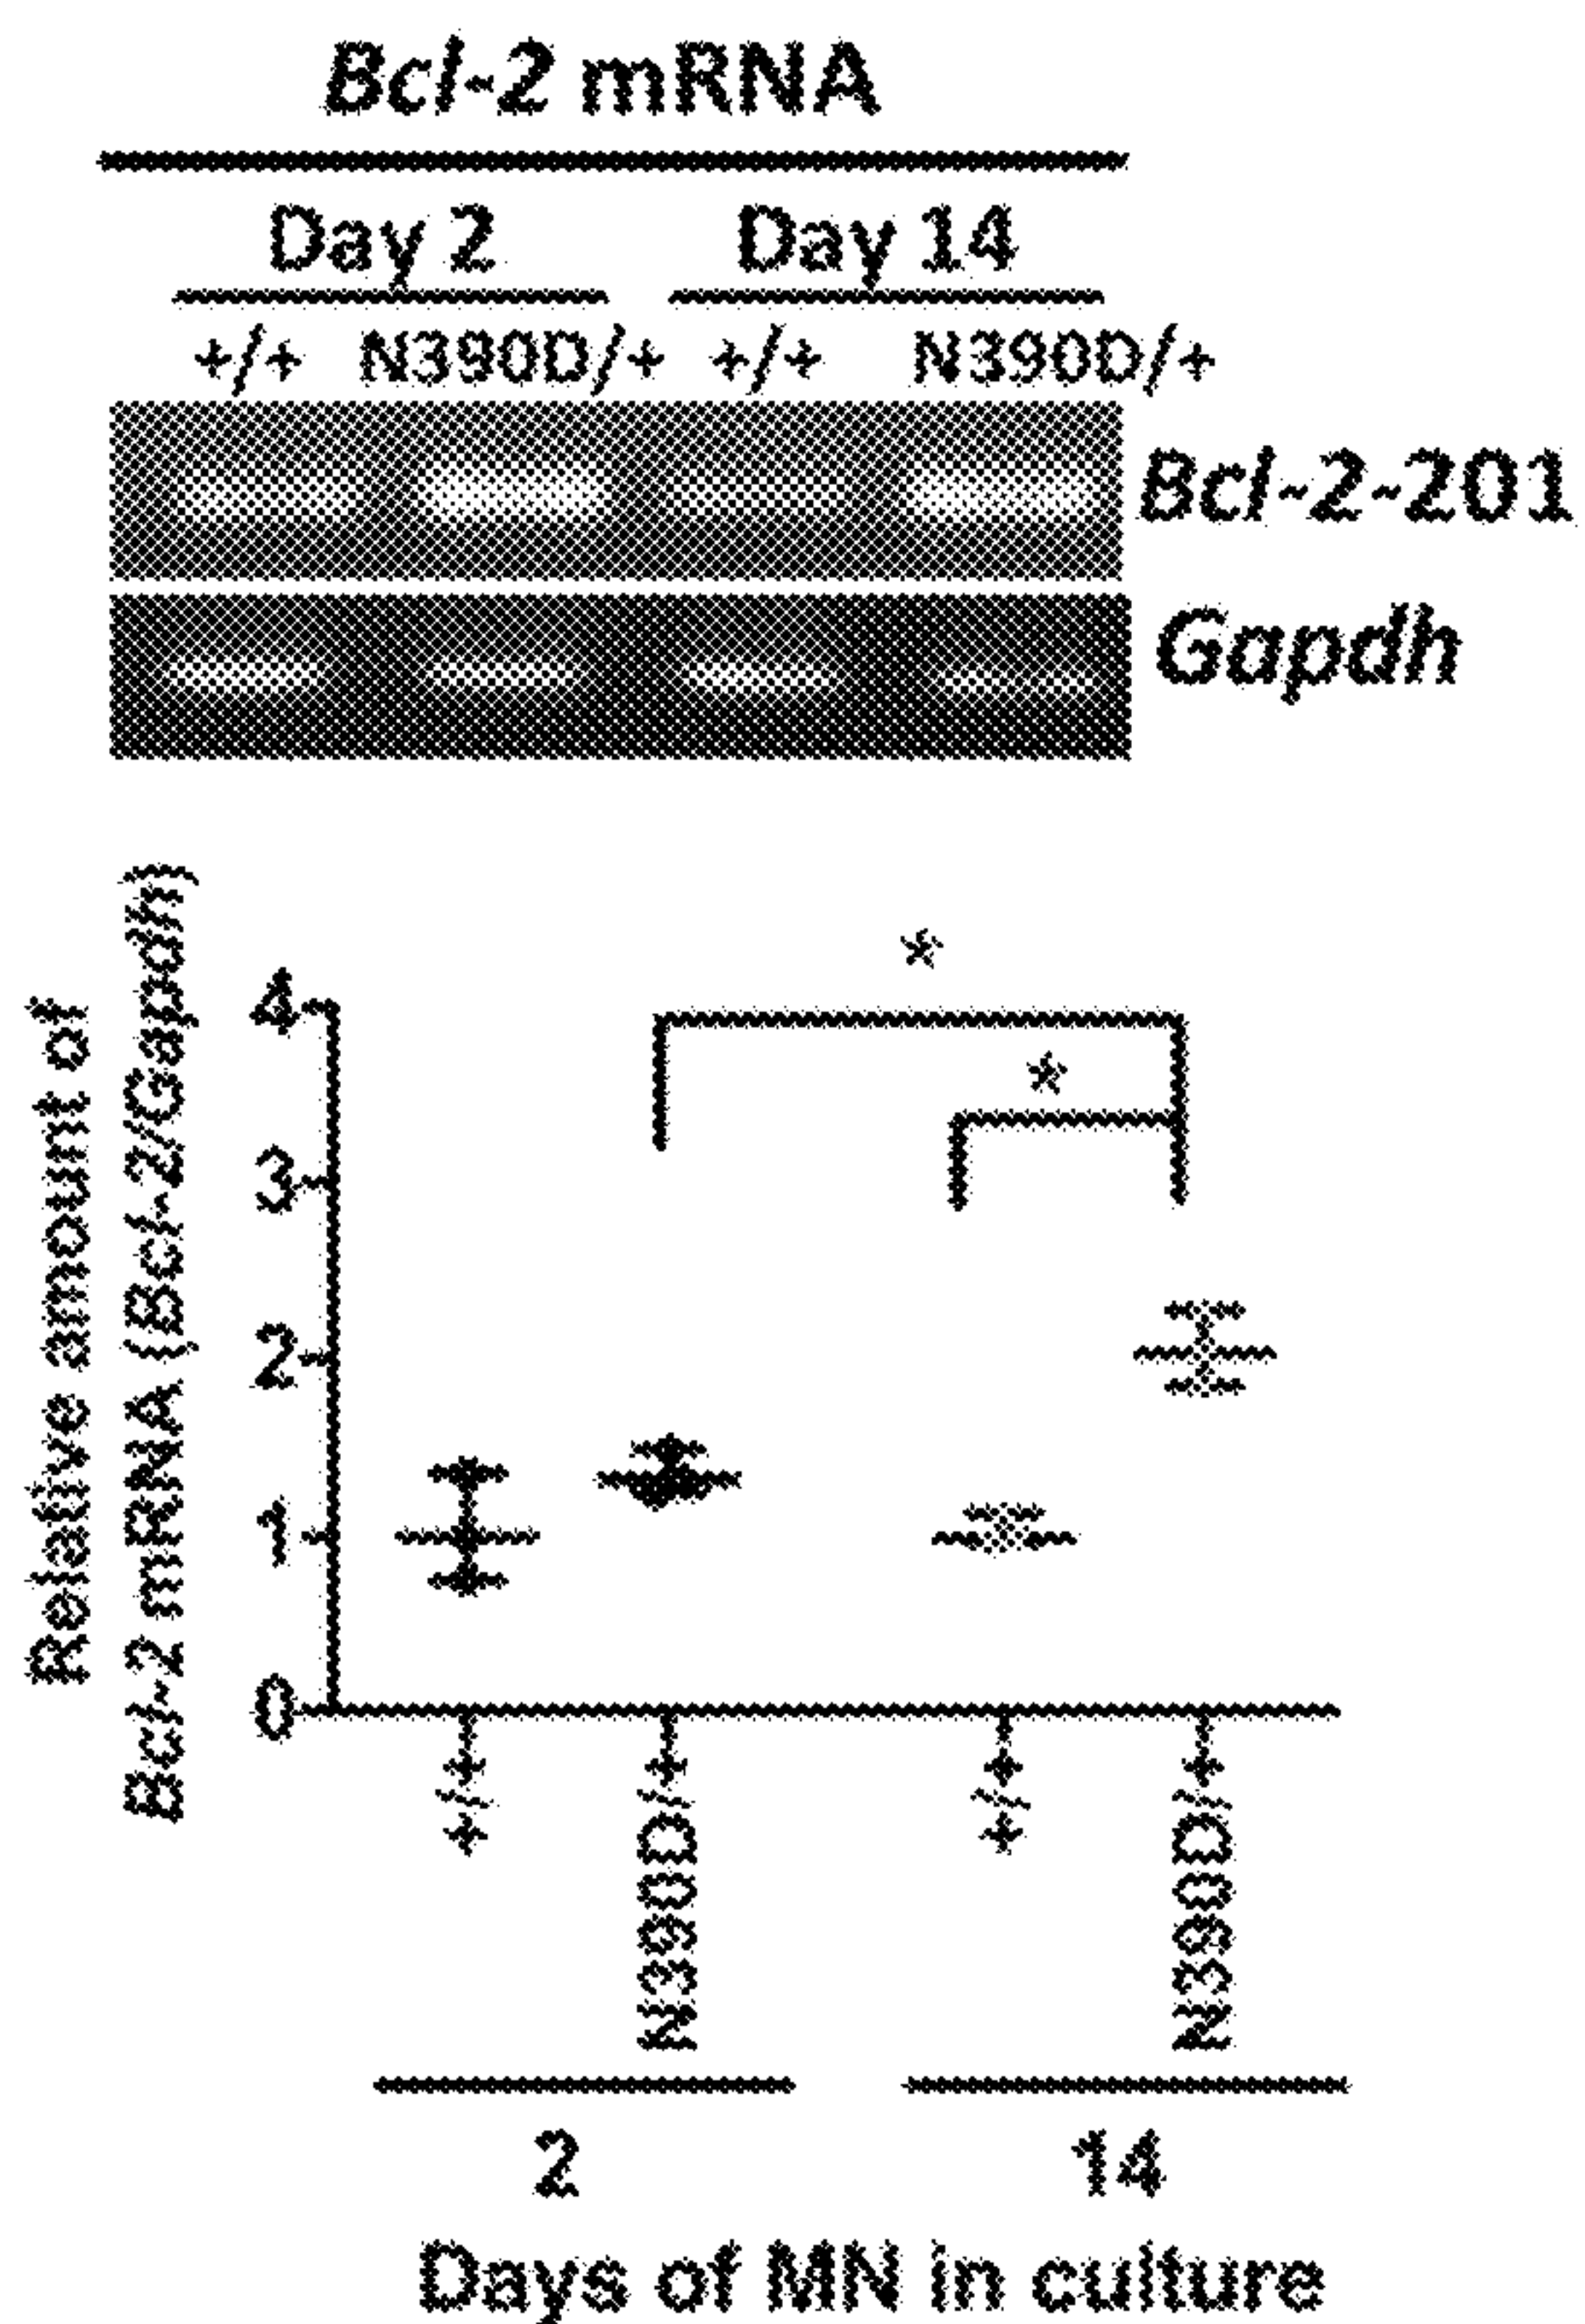 Bcl-2 mRNA
Day 2 Day 14
+/+ N390D/+ +/+ N390D/+
Bcl-2-201
Gapdh
Relative amount of
Bcl-2 mRNA (Bcl-2/Gapdh)
*
*
4
3
2
1
0
+/+ N390D/+ +/+ N390D/+
2 14
Days of MN in culture